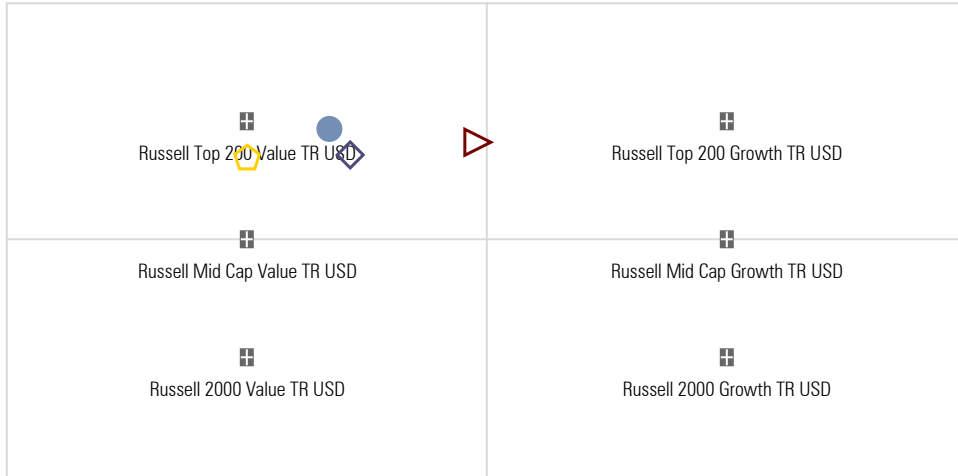 Russell Top 200 Value TR USD
Russell Top 200 Growth TR USD
Russell Mid Cap Value TR USD
Russell Mid Cap Growth TR USD
Russell 2000 Value TR USD
Russell 2000 Growth TR USD